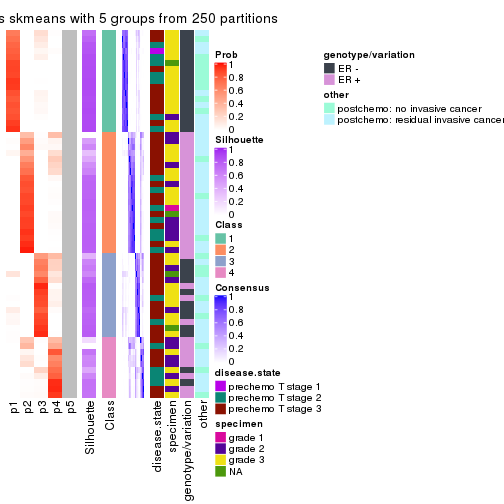 s skmeans with 5 groups from 250 partitions
Prob
1
0.8
0.6
0.4
0.2
0
Silhouette
1
0.8
0.6
0.4
0.2
0
Class
1
2
3
4
Consensus
1
0.8
0.6
0.4
0.2
0
disease.state
prechemo T stage 1
prechemo T stage 2
prechemo T stage 3
specimen
grade 1
grade 2
grade 3
NA
genotype/variation
ER -
ER +
other
postchemo: no invasive cancer
postchemo: residual invasive cancer
p1
p2
p3
p4
p5
Silhouette
Class
disease.state
specimen
genotype/variation
other